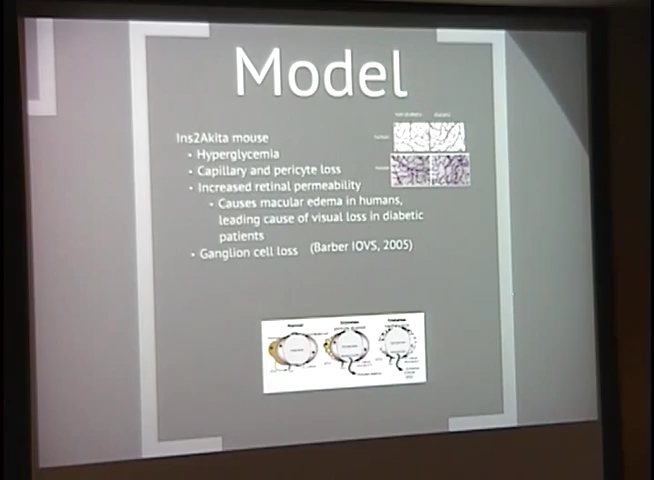 Model
Ins2Akita mouse
• Hyperglycemia
• Capillary and pericyte loss
• Increased retinal permeability
• Causes macular edema in humans,
leading cause of visual loss in diabetic
patients
• Ganglion cell loss (Barber IOVS, 2005)